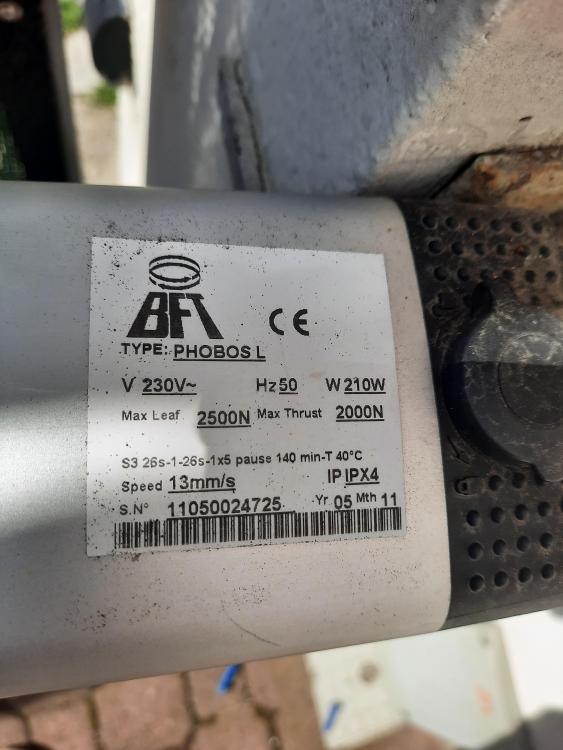 BFT
CE
TYPE: PHOBOS L
V 230V~ Hz 50 W 210W
Max Leaf 2500N Max Thrust 2000N
S3 26s-1-26s-1x5 pause 140 min-T 40°C
Speed 13mm/s IP IPX4
S.N° 11050024725 Yr 05 Mth 11